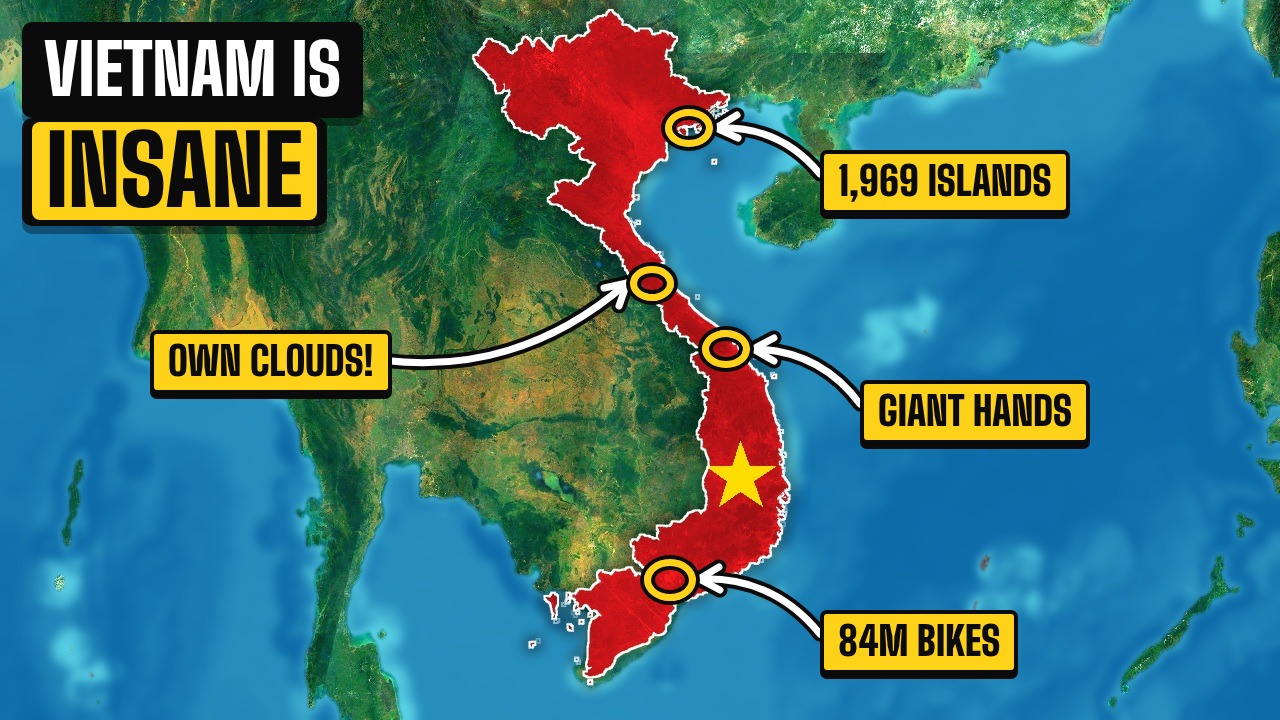 VIETNAM IS
INSANE
1,969 ISLANDS
OWN CLOUDS!
GIANT HANDS
84M BIKES